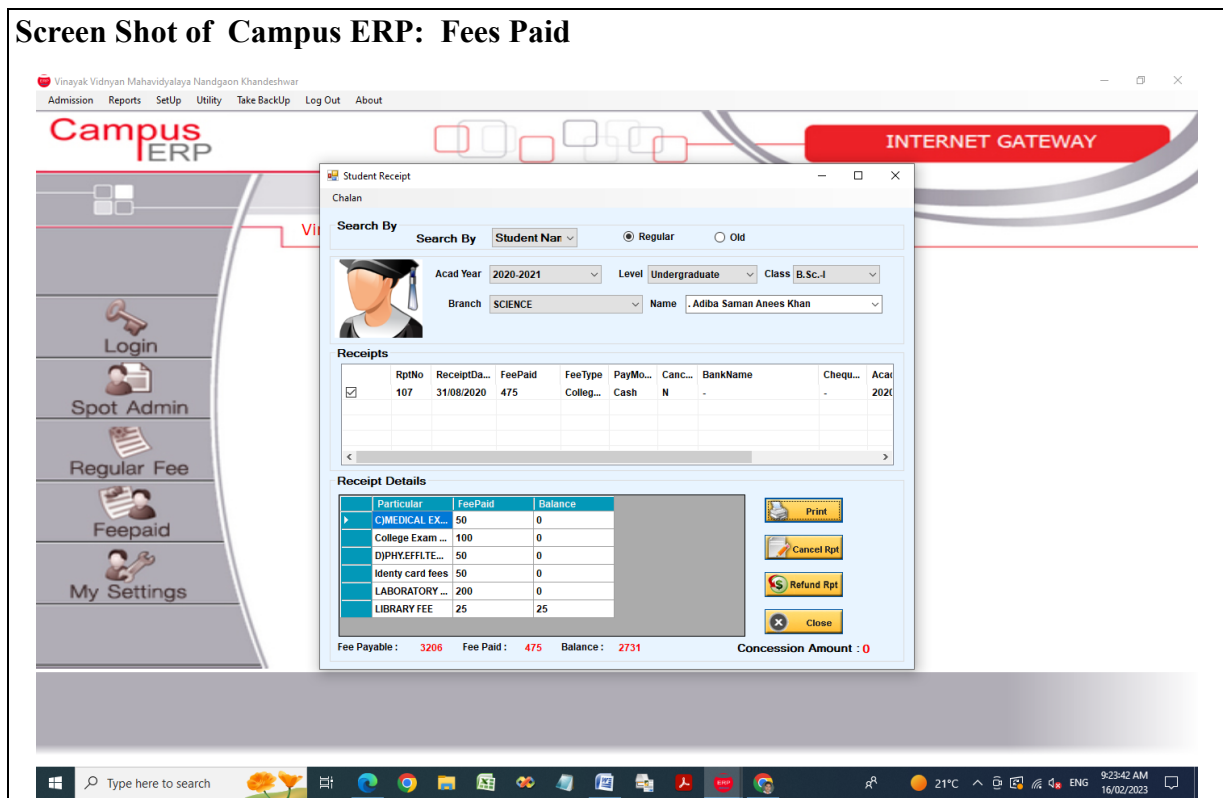 Screen Shot of  Campus ERP:  Fees Paid
Vinayak Vidnyan Mahavidyalaya Nandgaon Khandeshwar
Admission Reports SetUp Utility Take BackUp Log Out About
Campus
ERP
INTERNET GATEWAY
Student Receipt
Chalan
Vi
Search By
Search By Student Nan Regular Old
Acad Year 2020-2021 Level Undergraduate Class B.Sc.-I
Branch SCIENCE Name . Adiba Saman Anees Khan
Receipts
RptNo ReceiptDa... FeePaid FeeType PayMo... Canc... BankName Chequ... Acad
107 31/08/2020 475 Colleg... Cash N - - 2020
Receipt Details
Particular FeePaid Balance
C)MEDICAL EX... 50 0
College Exam ... 100 0
D)PHY.EFFI.TE... 50 0
Identy card fees 50 0
LABORATORY ... 200 0
LIBRARY FEE 25 25
Print
Cancel Rpt
Refund Rpt
Close
Fee Payable : 3206 Fee Paid : 475 Balance : 2731 Concession Amount : 0
Login
Spot Admin
Regular Fee
Feepaid
My Settings
Type here to search
21°C ENG 9:23:42 AM
16/02/2023